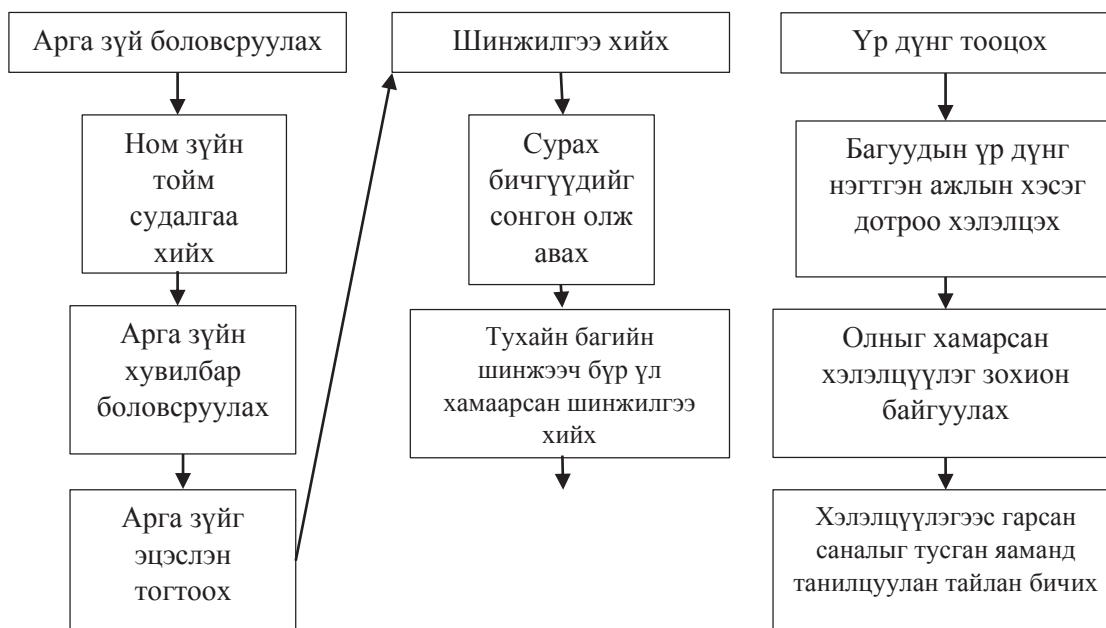 Арга зүй боловсруулах
Ном зүйн
тойм
судалгаа
хийх
Арга зүйн
хувилбар
боловсруулах
Арга зүйг
эцэслэн
тогтоох
Шинжилгээ хийх
Сурах
бичгүүдийг
сонгон олж
авах
Тухайн багийн
шинжээч бүр үл
хамаарсан шинжилгээ
хийх
Үр дүнг тооцох
Багуудын үр дүнг
нэгтгэн ажлын хэсэг
дотроо хэлэлцэх
Олныг хамарсан
хэлэлцүүлэг зохион
байгуулах
Хэлэлцүүлэгээс гарсан
саналыг тусган яаманд
танилцуулан тайлан бичих